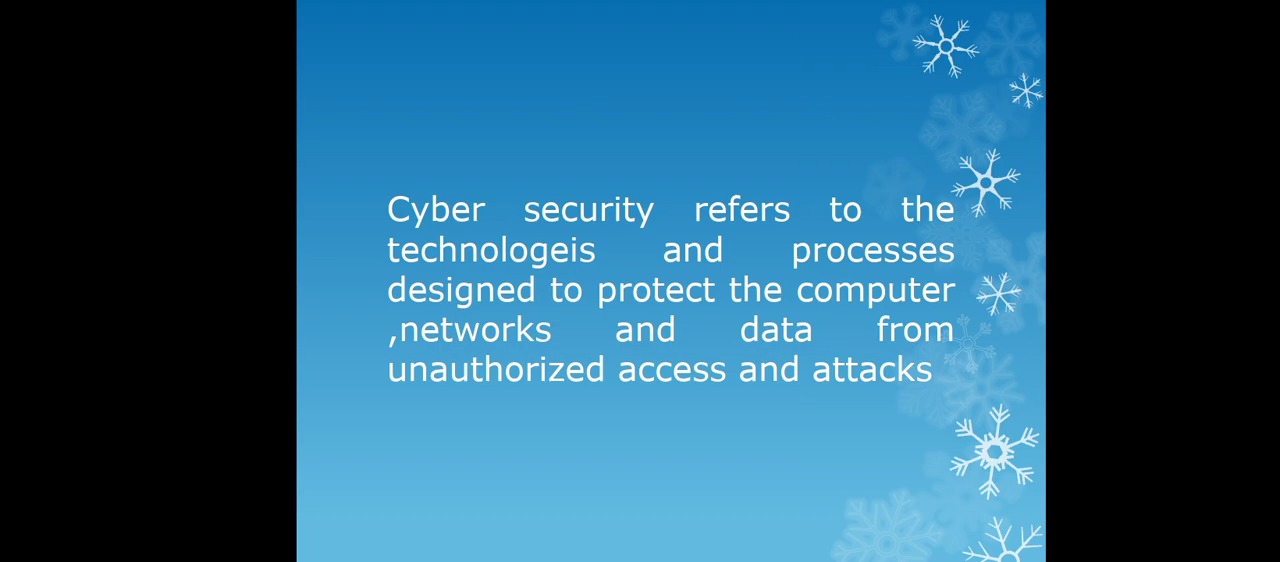 Cyber security refers to the
technologeis and processes
designed to protect the computer
,networks and data from
unauthorized access and attacks